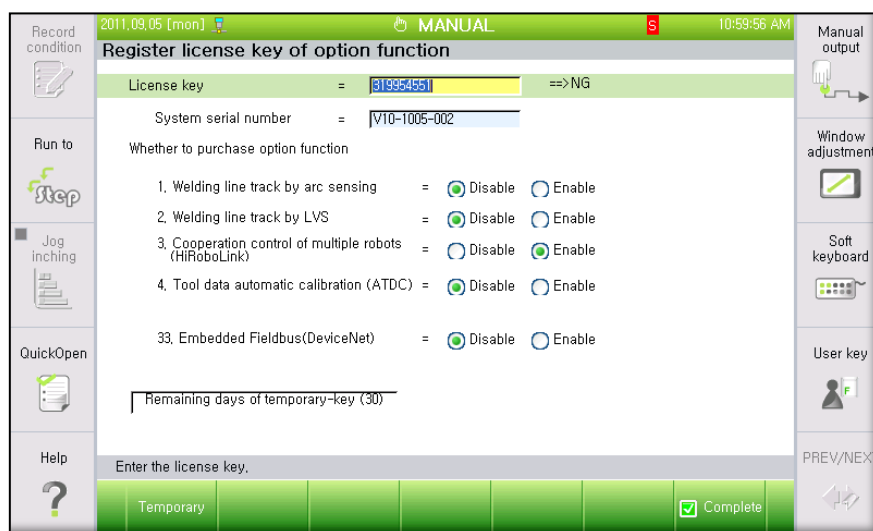 2011,09,05 [mon] MANUAL S 10:59:56 AM
Register license key of option function
License key = 319954551 ==>NG
System serial number = V10-1005-002
Whether to purchase option function
1, Welding line track by arc sensing = Disable Enable
2, Welding line track by LVS = Disable Enable
3, Cooperation control of multiple robots
(HiRoboLink) = Disable Enable
4, Tool data automatic calibration (ATDC) = Disable Enable
33, Embedded Fieldbus(DeviceNet) = Disable Enable
Remaining days of temporary-key (30)
Enter the license key,
Temporary Complete
Record
condition
Run to
Step
Jog
inching
QuickOpen
Help
?
Manual
output
Window
adjustment
Soft
keyboard
User key
F
PREV/NEX